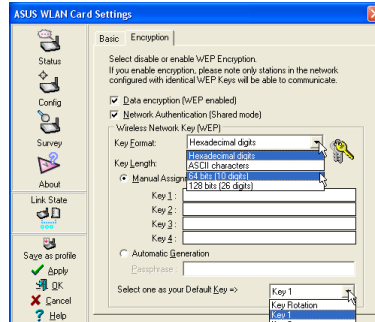 ASUS WLAN Card Settings
Basic Encryption
Status
Config
Survey
About
Link State
Save as profile
Apply
OK
Cancel
Help
Select disable or enable WEP Encryption.
If you enable encryption, please note only stations in the network
configured with identical WEP Keys will be able to communicate.
Data encryption (WEP enabled)
Network Authentication (Shared mode)
Wireless Network Key (WEP)
Key Format: Hexadecimal digits
Hexadecimal digits
ASCII characters
Key Length:
64 bits (10 digits)
128 bits (26 digits)
Manual Assign
Key 1 :
Key 2 :
Key 3 :
Key 4 :
Automatic Generation
Passphrase :
Select one as your Default Key => Key 1
Key Rotation
Key 1